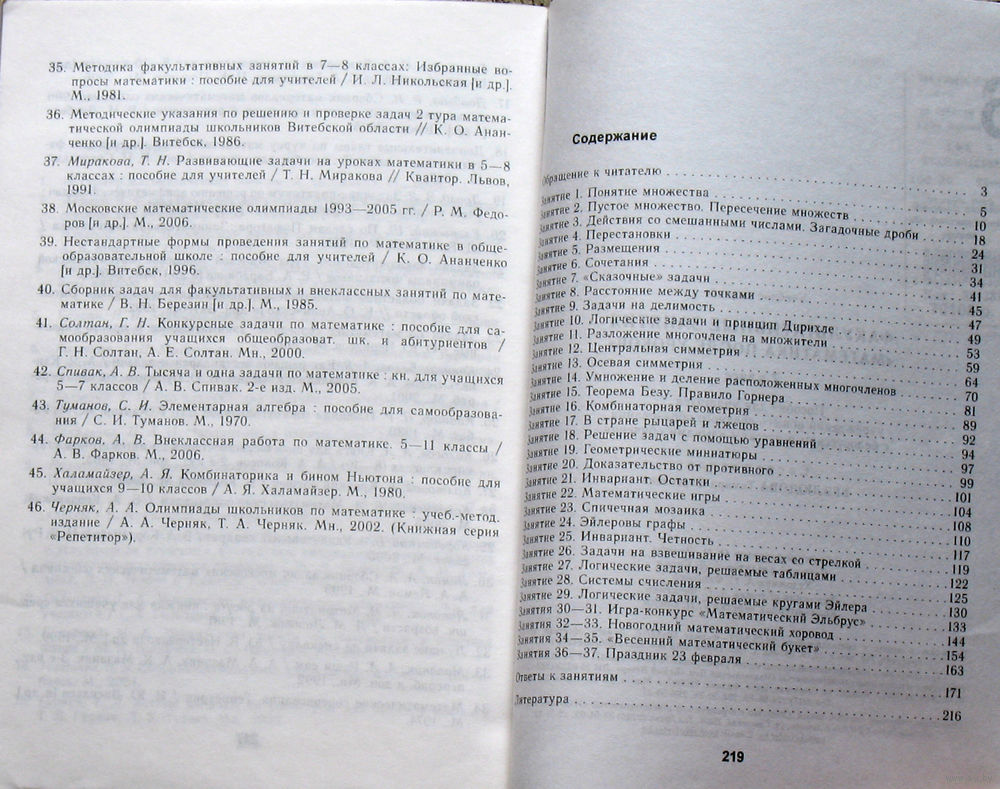 35. Методика факультативных занятий в 7—8 классах: Избранные во-
просы математики : пособие для учителей / И. Л. Никольская [и др.].
М., 1981.
36. Методические указания по решению и проверке задач 2 тура матема-
тической олимпиады школьников Витебской области // К. О. Анан-
ченко [и др.]. Витебск, 1986.
37. Миракова, Т. Н. Развивающие задачи на уроках математики в 5—8
классах : пособие для учителей / Т. Н. Миракова // Квантор. Львов,
1991.
38. Московские математические олимпиады 1993—2005 гг. / Р. М. Федо-
ров [и др.]. М., 2006.
39. Нестандартные формы проведения занятий по математике в обще-
образовательной школе : пособие для учителей / К. О. Ананченко
[и др.]. Витебск, 1996.
40. Сборник задач для факультативных и внеклассных занятий по мате-
матике / В. Н. Березин [и др.]. М., 1985.
41. Солтан, Г. Н. Конкурсные задачи по математике : пособие для са-
мообразования учащихся общеобразоват. шк. и абитуриентов /
Г. Н. Солтан, А. Е. Солтан. Мн., 2000.
42. Спивак, А. В. Тысяча и одна задачи по математике : кн. для учащихся
5—7 классов / А. В. Спивак. 2-е изд. М., 2005.
43. Туманов, С. И. Элементарная алгебра : пособие для самообразова-
ния / С. И. Туманов. М., 1970.
44. Фарков, А. В. Внеклассная работа по математике. 5—11 классы /
А. В. Фарков. М., 2006.
45. Халамайзер, А. Я. Комбинаторика и бином Ньютона : пособие для
учащихся 9—10 классов / А. Я. Халамайзер. М., 1980.
46. Черняк, А. А. Олимпиады школьников по математике : учеб.-метод.
издание / А. А. Черняк, Т. А. Черняк. Мн., 2002. (Книжная серия
«Репетитор»).
Содержание
Обращение к читателю 3
Занятие 1. Понятие множества 5
Занятие 2. Пустое множество. Пересечение множеств 10
Занятие 3. Действия со смешанными числами. Загадочные дроби 18
Занятие 4. Перестановки 24
Занятие 5. Размещения 31
Занятие 6. Сочетания 34
Занятие 7. «Сказочные» задачи 41
Занятие 8. Расстояние между точками 45
Занятие 9. Задачи на делимость 47
Занятие 10. Логические задачи и принцип Дирихле 49
Занятие 11. Разложение многочлена на множители 53
Занятие 12. Центральная симметрия 59
Занятие 13. Осевая симметрия 64
Занятие 14. Умножение и деление расположенных многочленов 70
Занятие 15. Теорема Безу. Правило Горнера 81
Занятие 16. Комбинаторная геометрия 89
Занятие 17. В стране рыцарей и лжецов 92
Занятие 18. Решение задач с помощью уравнений 94
Занятие 19. Геометрические миниатюры 97
Занятие 20. Доказательство от противного 99
Занятие 21. Инвариант. Остатки 101
Занятие 22. Математические игры 104
Занятие 23. Спичечная мозаика 108
Занятие 24. Эйлеровы графы 110
Занятие 25. Инвариант. Четность 117
Занятие 26. Задачи на взвешивание на весах со стрелкой 119
Занятие 27. Логические задачи, решаемые таблицами 122
Занятие 28. Системы счисления 125
Занятие 29. Логические задачи, решаемые кругами Эйлера 130
Занятия 30—31. Игра-конкурс «Математический Эльбрус» 133
Занятия 32—33. Новогодний математический хоровод 144
Занятия 34—35. «Весенний математический букет» 154
Занятия 36—37. Праздник 23 февраля 163
Ответы к занятиям 171
Литература 216
219